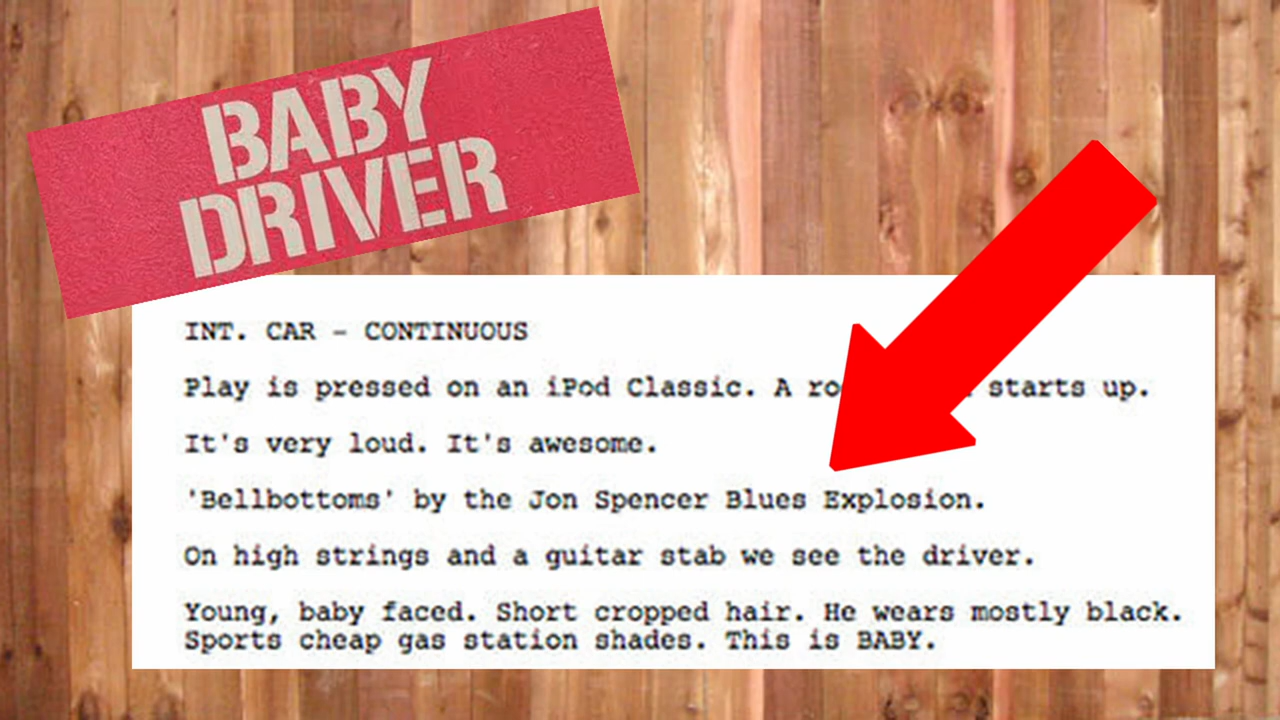 BABY
DRIVER
INT. CAR - CONTINUOUS
Play is pressed on an iPod Classic. A starts up.
It's very loud. It's awesome.
'Bellbottoms' by the Jon Spencer Blues Explosion.
On high strings and a guitar stab we see the driver.
Young, baby faced. Short cropped hair. He wears mostly black.
Sports cheap gas station shades. This is BABY.